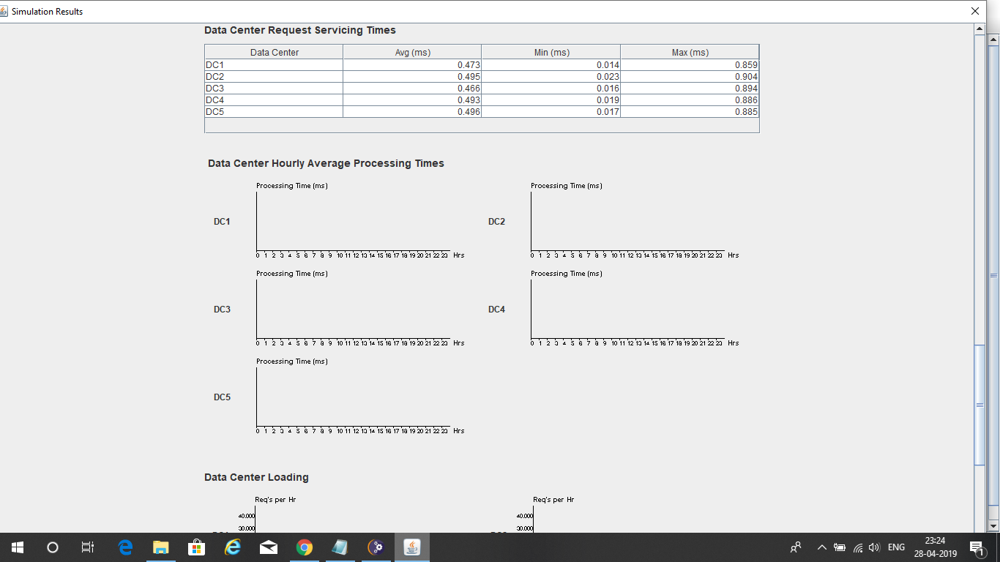 Simulation Results
Data Center Request Servicing Times
Data Center Avg (ms) Min (ms) Max (ms)
DC1 0.473 0.014 0.859
DC2 0.495 0.023 0.904
DC3 0.466 0.016 0.894
DC4 0.493 0.019 0.886
DC5 0.496 0.017 0.885
Data Center Hourly Average Processing Times
Processing Time (ms) Processing Time (ms)
DC1 DC2
0 1 2 3 4 5 6 7 8 9 10 11 12 13 14 15 16 17 18 19 20 21 22 23 Hrs 0 1 2 3 4 5 6 7 8 9 10 11 12 13 14 15 16 17 18 19 20 21 22 23 Hrs
Processing Time (ms) Processing Time (ms)
DC3 DC4
0 1 2 3 4 5 6 7 8 9 10 11 12 13 14 15 16 17 18 19 20 21 22 23 Hrs 0 1 2 3 4 5 6 7 8 9 10 11 12 13 14 15 16 17 18 19 20 21 22 23 Hrs
Processing Time (ms)
DC5
0 1 2 3 4 5 6 7 8 9 10 11 12 13 14 15 16 17 18 19 20 21 22 23 Hrs
Data Center Loading
Req's per Hr Req's per Hr
40,000 40,000
30,000 30,000
ENG 23:24
28-04-2019 1